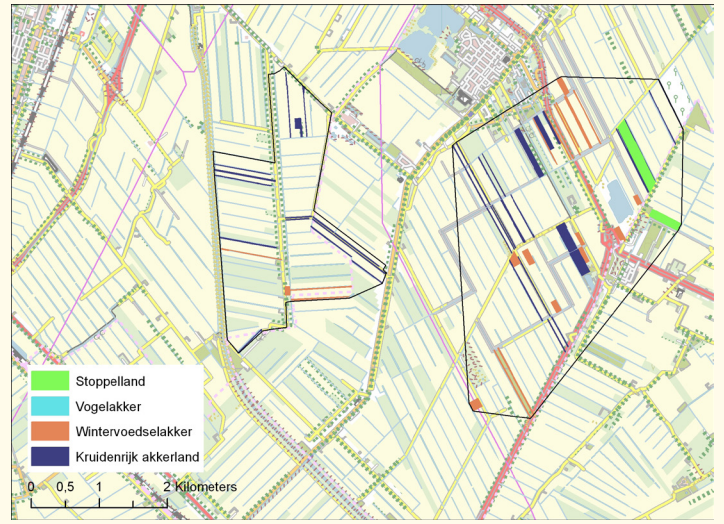 Stoppelland
Vogelakker
Wintervoedselakker
Kruidenrijk akkerland
0 0,5 1 2 Kilometers